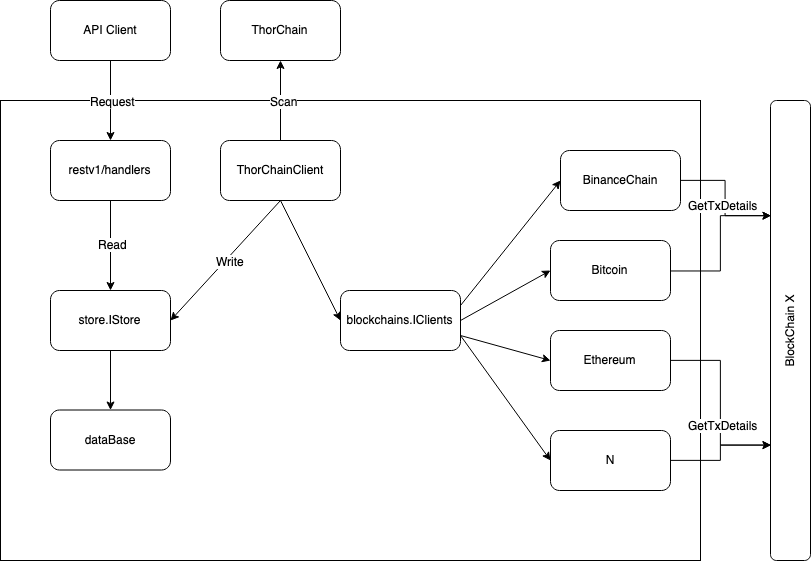 API Client
ThorChain
Request
Scan
restv1/handlers
ThorChainClient
BinanceChain
GetTxDetails
Read
Write
Bitcoin
store.IStore
blockchains.IClients
BlockChain X
Ethereum
GetTxDetails
dataBase
N